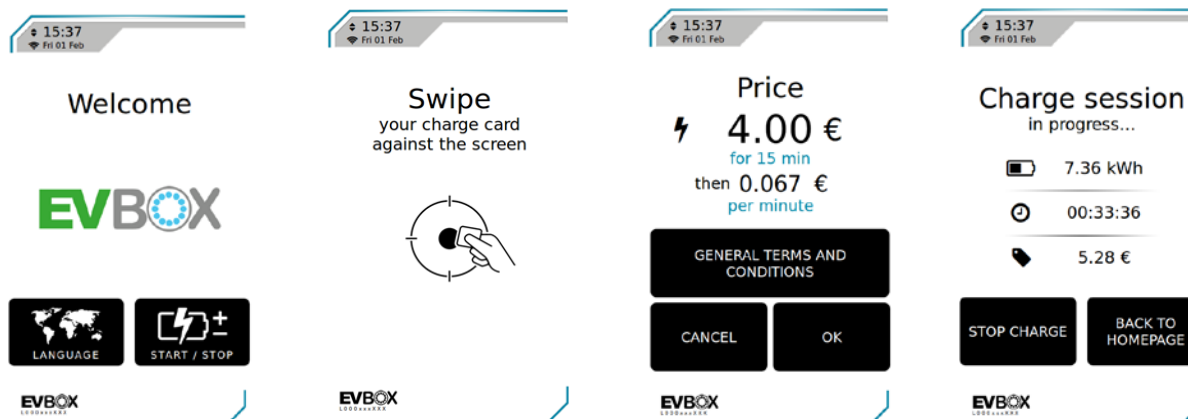 15:37
Fri 01 Feb
Welcome
EVBOX
LANGUAGE
START / STOP
EVBOX
15:37
Fri 01 Feb
Swipe
your charge card
against the screen
EVBOX
15:37
Fri 01 Feb
Price
4.00 €
for 15 min
then 0.067 €
per minute
GENERAL TERMS AND
CONDITIONS
CANCEL
OK
EVBOX
15:37
Fri 01 Feb
Charge session
in progress...
7.36 kWh
00:33:36
5.28 €
STOP CHARGE
BACK TO
HOMEPAGE
EVBOX